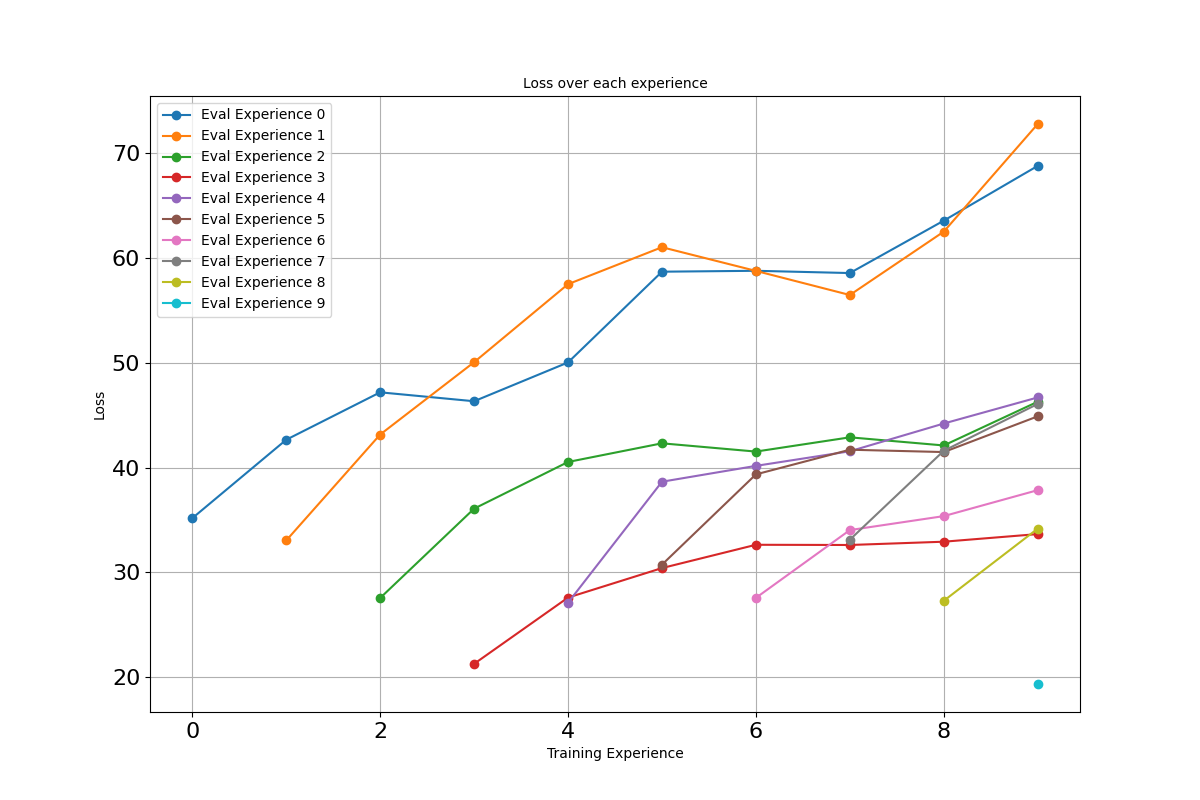 Loss over each experience
Eval Experience 0
Eval Experience 1
Eval Experience 2
Eval Experience 3
Eval Experience 4
Eval Experience 5
Eval Experience 6
Eval Experience 7
Eval Experience 8
Eval Experience 9
70
60
50
40
30
20
Loss
0 2 4 6 8
Training Experience